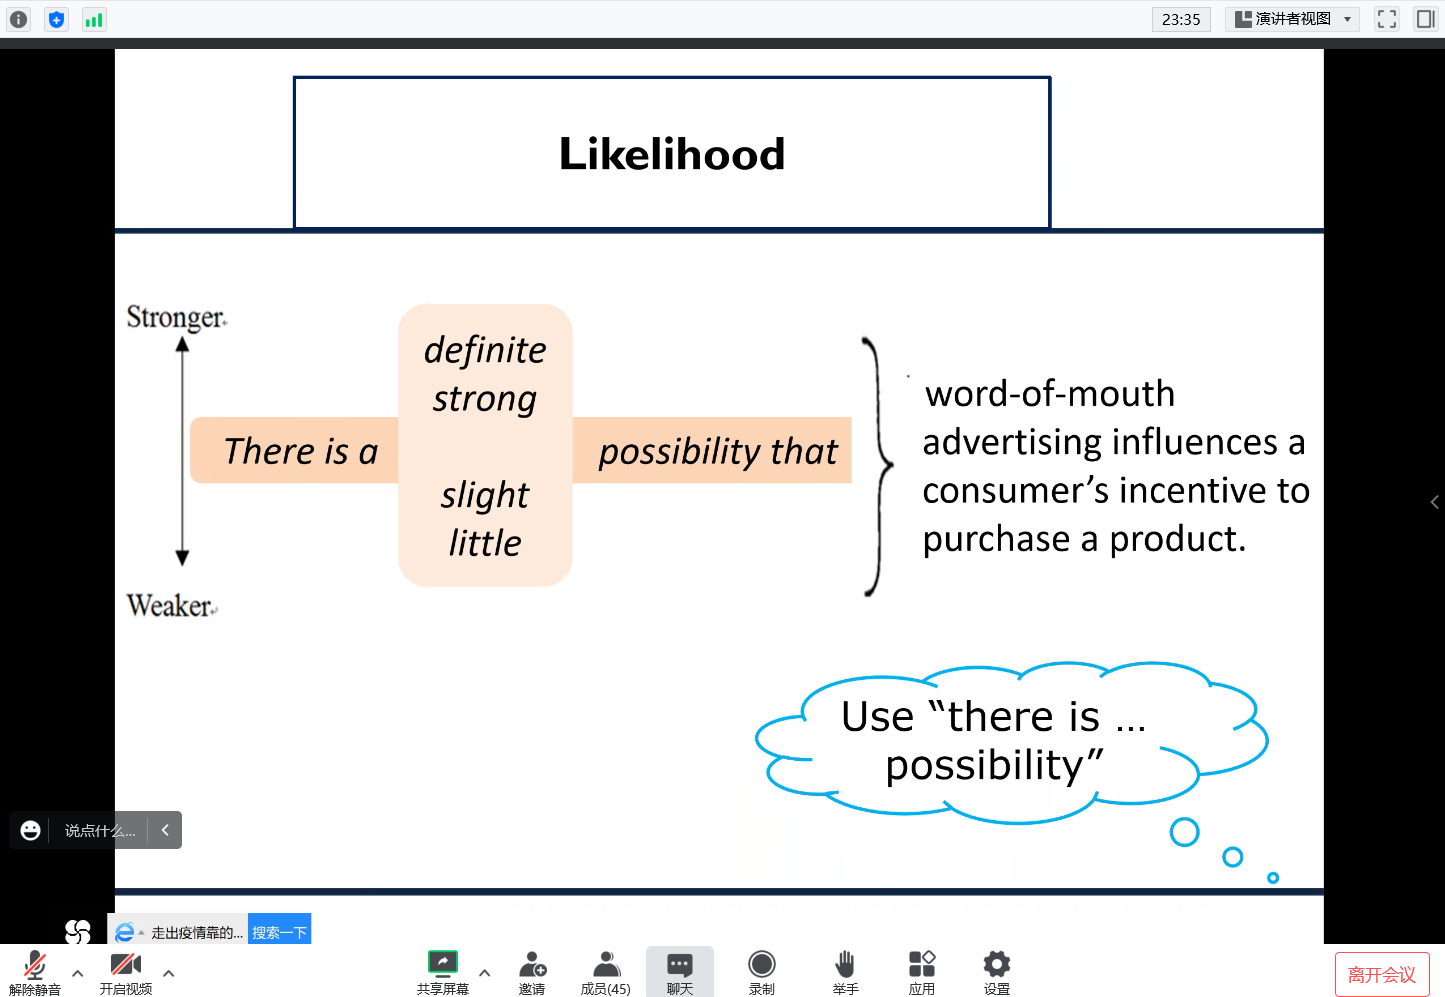 23:35
演讲者视图
Likelihood
Stronger
definite
strong
There is a
possibility that
slight
little
Weaker
word-of-mouth
advertising influences a
consumer’s incentive to
purchase a product.
Use “there is ...
possibility”
说点什么...
走出疫情靠的...
搜索一下
解除静音
开启视频
共享屏幕
邀请
成员(45)
聊天
录制
举手
应用
设置
离开会议